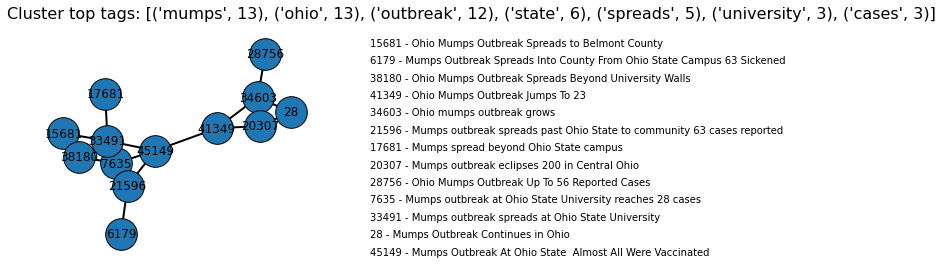 Cluster top tags: [('mumps', 13), ('ohio', 13), ('outbreak', 12), ('state', 6), ('spreads', 5), ('university', 3), ('cases', 3)]
28756
17681
34603
28
15681
33491
41349
20307
38180
7635
45149
21596
6179
15681 - Ohio Mumps Outbreak Spreads to Belmont County
6179 - Mumps Outbreak Spreads Into County From Ohio State Campus 63 Sickened
38180 - Ohio Mumps Outbreak Spreads Beyond University Walls
41349 - Ohio Mumps Outbreak Jumps To 23
34603 - Ohio mumps outbreak grows
21596 - Mumps outbreak spreads past Ohio State to community 63 cases reported
17681 - Mumps spread beyond Ohio State campus
20307 - Mumps outbreak eclipses 200 in Central Ohio
28756 - Ohio Mumps Outbreak Up To 56 Reported Cases
7635 - Mumps outbreak at Ohio State University reaches 28 cases
33491 - Mumps outbreak spreads at Ohio State University
28 - Mumps Outbreak Continues in Ohio
45149 - Mumps Outbreak At Ohio State  Almost All Were Vaccinated